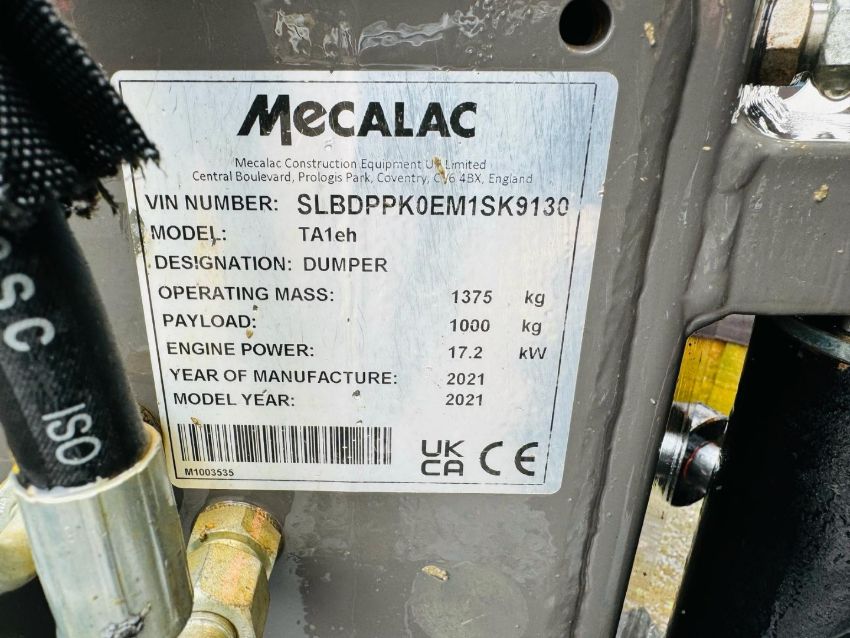 MECALAC
Mecalac Construction Equipment UK Limited
Central Boulevard, Prologis Park, Coventry, CV6 4BX, England
VIN NUMBER: SLBDPPK0EM1SK9130
MODEL: TA1eh
DESIGNATION: DUMPER
OPERATING MASS: 1375 kg
PAYLOAD: 1000 kg
ENGINE POWER: 17.2 kW
YEAR OF MANUFACTURE: 2021
MODEL YEAR: 2021
M1003535
UK
CA CE
2SC
ISO